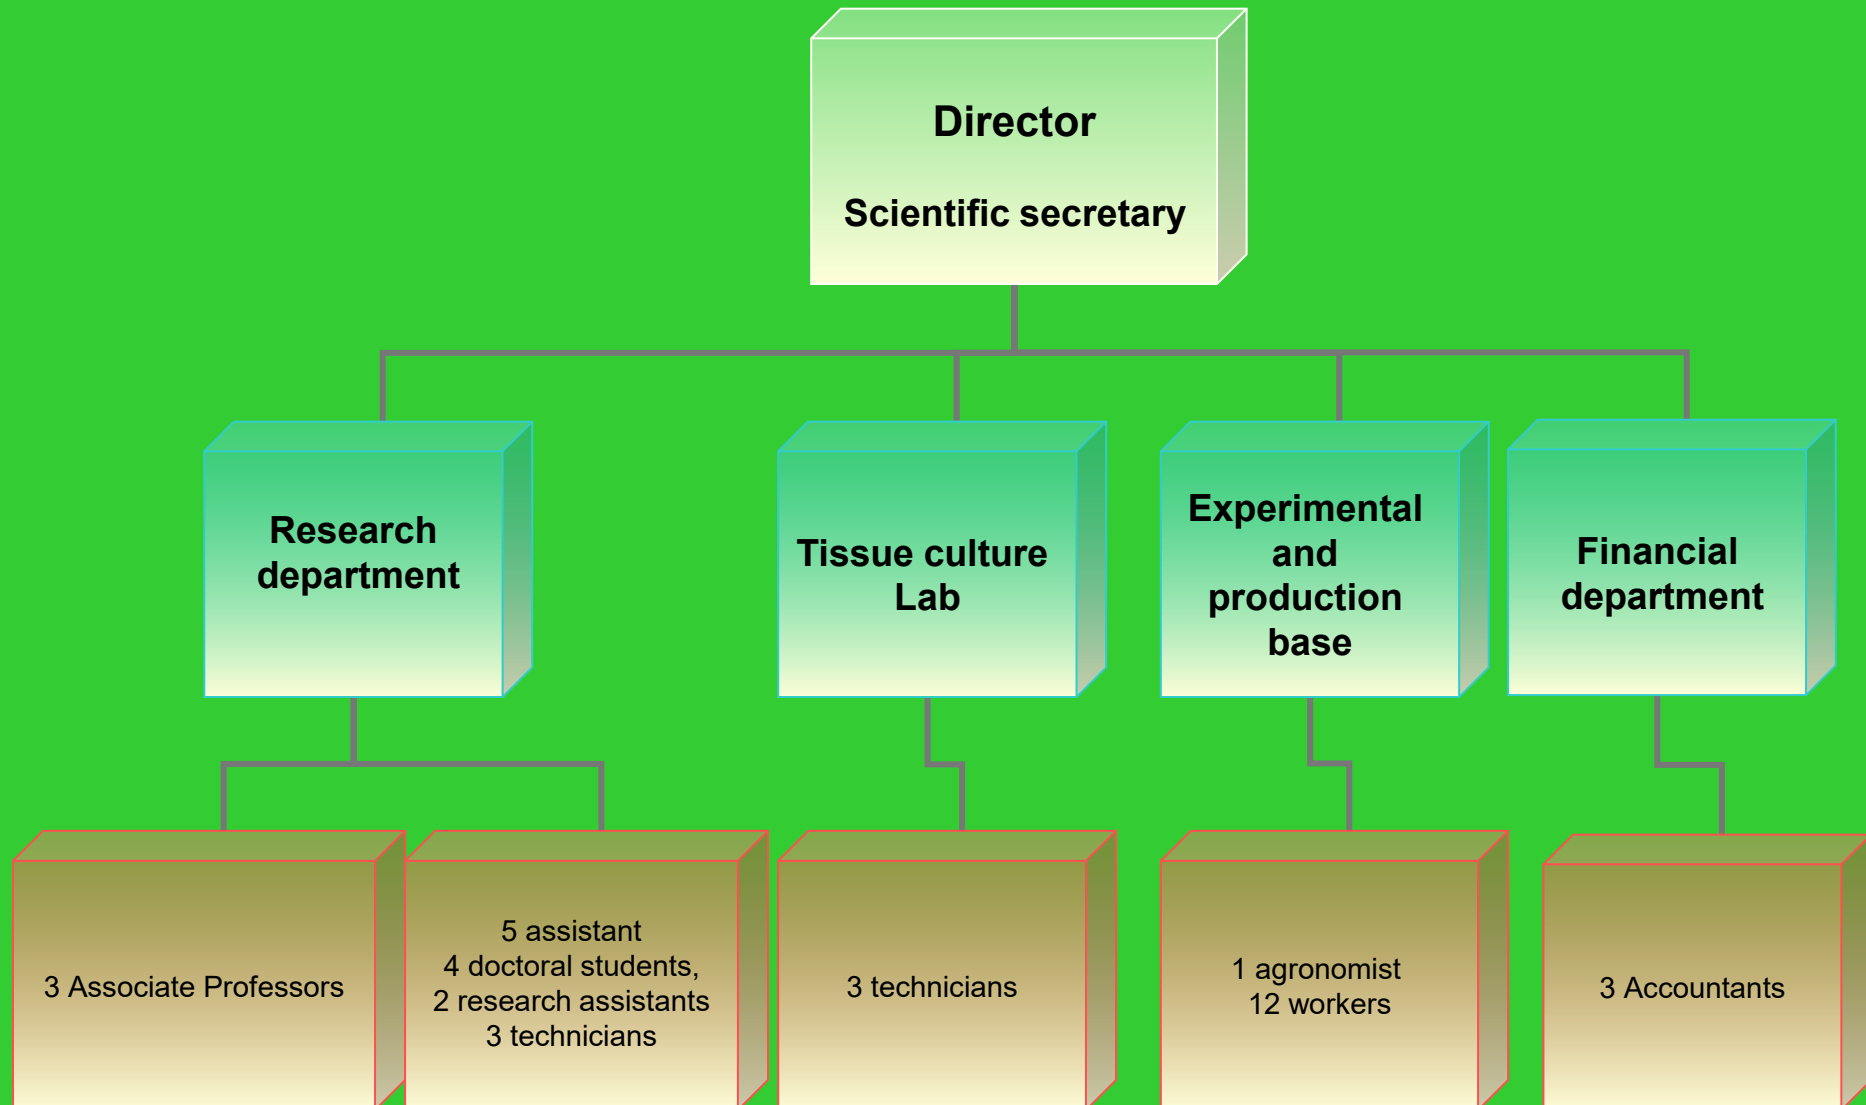 Director
Scientific secretary
Research
department
Tissue culture
Lab
Experimental
and
production
base
Financial
department
3 Associate Professors
5 assistant
4 doctoral students,
2 research assistants
3 technicians
3 technicians
1 agronomist
12 workers
3 Accountants